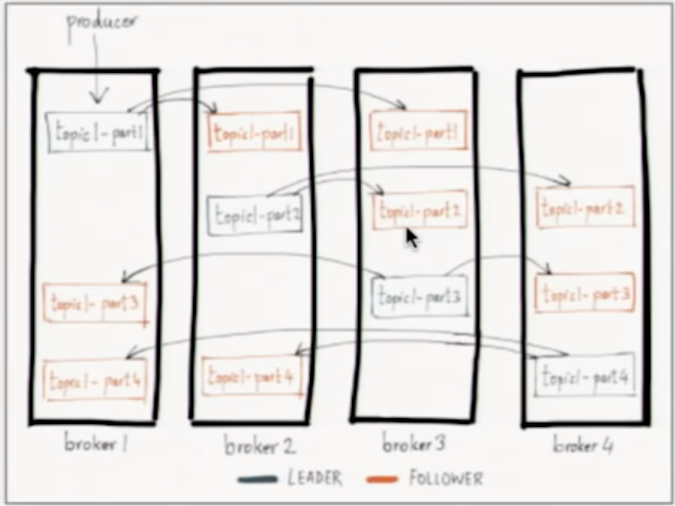 producer
topic1-part1
topic1-part1
topic1-part1
topic1-part2
topic1-part2
topic1-part2
topic1-part3
topic1-part3
topic1-part3
topic1-part4
topic1-part4
topic1-part4
broker 1
broker 2
broker 3
broker 4
LEADER
FOLLOWER